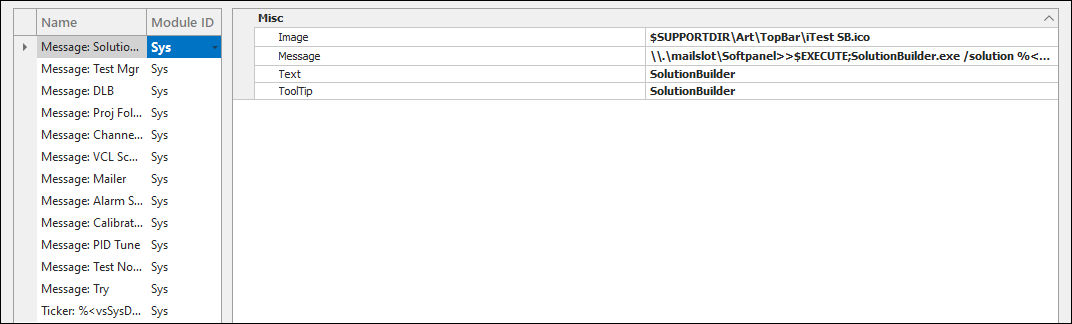 Name Module ID
Message: Solutio... Sys
Message: Test Mgr Sys
Message: DLB Sys
Message: Proj Fol... Sys
Message: Channe... Sys
Message: VCL Sc... Sys
Message: Mailer Sys
Message: Alarm S... Sys
Message: Calibrat... Sys
Message: PID Tune Sys
Message: Test No... Sys
Message: Try Sys
Ticker: %<vsSysD... Sys
Misc
Image $SUPPORTDIR\Art\TopBar\iTest SB.ico
Message \\.\mailslot\Softpanel>>$EXECUTE;SolutionBuilder.exe /solution %<...
Text SolutionBuilder
ToolTip SolutionBuilder